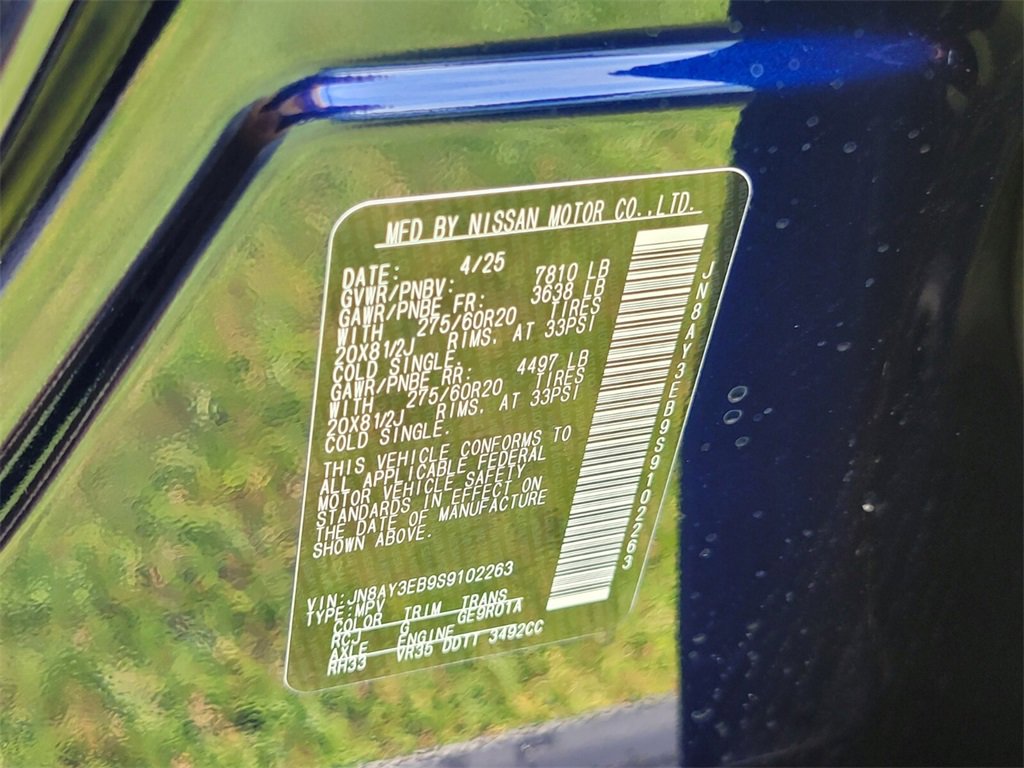 MFD BY NISSAN MOTOR CO.,LTD.
DATE: 4/25
GVWR/PNBV: 7810 LB
GAWR/PNBE FR: 3638 LB
WITH 275/60R20 TIRES
20X81/2J RIMS, AT 33PSI
COLD SINGLE.
GAWR/PNBE RR: 4497 LB
WITH 275/60R20 TIRES
20X81/2J RIMS, AT 33PSI
COLD SINGLE.
THIS VEHICLE CONFORMS TO
ALL APPLICABLE FEDERAL
MOTOR VEHICLE SAFETY
STANDARDS IN EFFECT ON
THE DATE OF MANUFACTURE
SHOWN ABOVE.
VIN:JN8AY3EB9S9102263
TYPE:MPV
COLOR TRIM TRANS
RCJ G GE9R01A
AXLE ENGINE
RH33 VR35 DDTT 3492CC
JN8AY3EB9S9102263